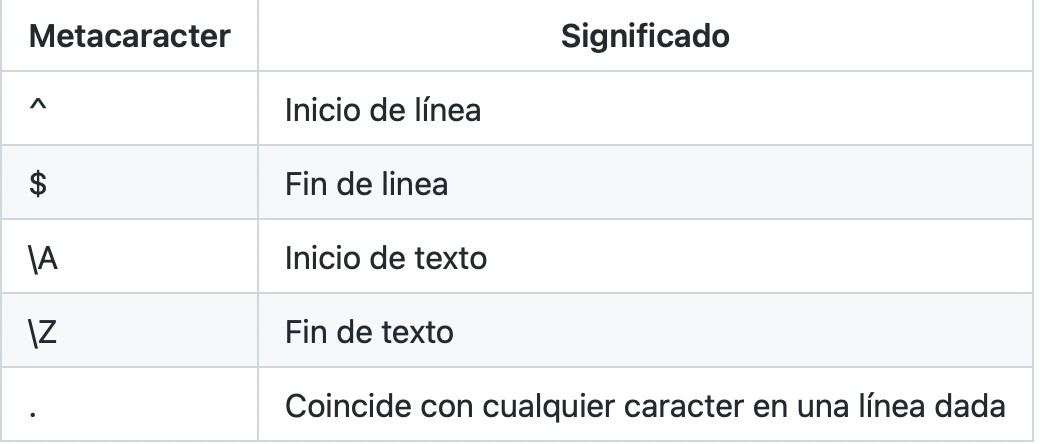 Metacaracter Significado
^ Inicio de línea
$ Fin de linea
\A Inicio de texto
\Z Fin de texto
. Coincide con cualquier caracter en una línea dada